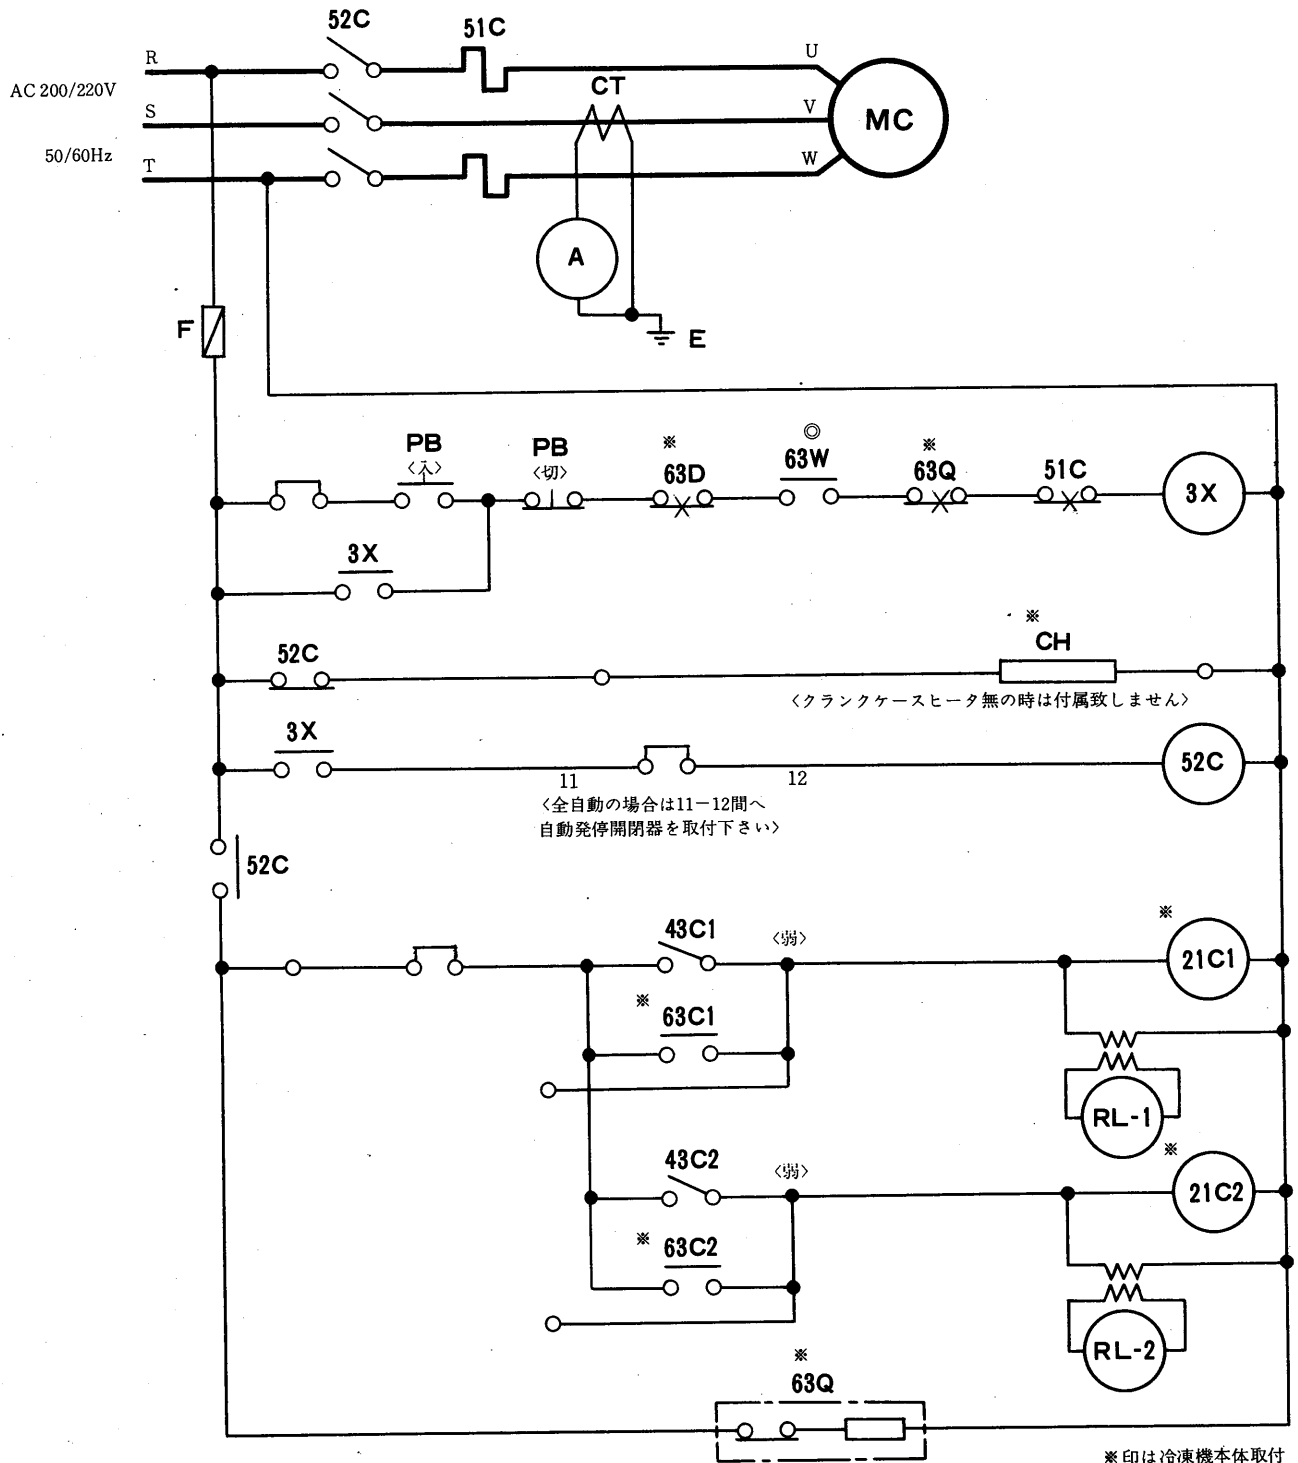 52C
51C
R
U
AC 200/220V
CT
S
V
MC
50/60Hz
T
W
A
F
E
※
◎
※
PB
PB
63D
63W
63Q
51C
〈入〉
〈切〉
3X
3X
※
52C
CH
〈クランクケースヒータ無の時は付属致しません〉
3X
52C
11
12
〈全自動の場合は11−12間へ
自動発停開閉器を取付下さい〉
52C
※
43C1
〈弱〉
21C1
※
63C1
RL-1
※
43C2
〈弱〉
21C2
※
63C2
RL-2
※
63Q
※印は冷凍機本体取付